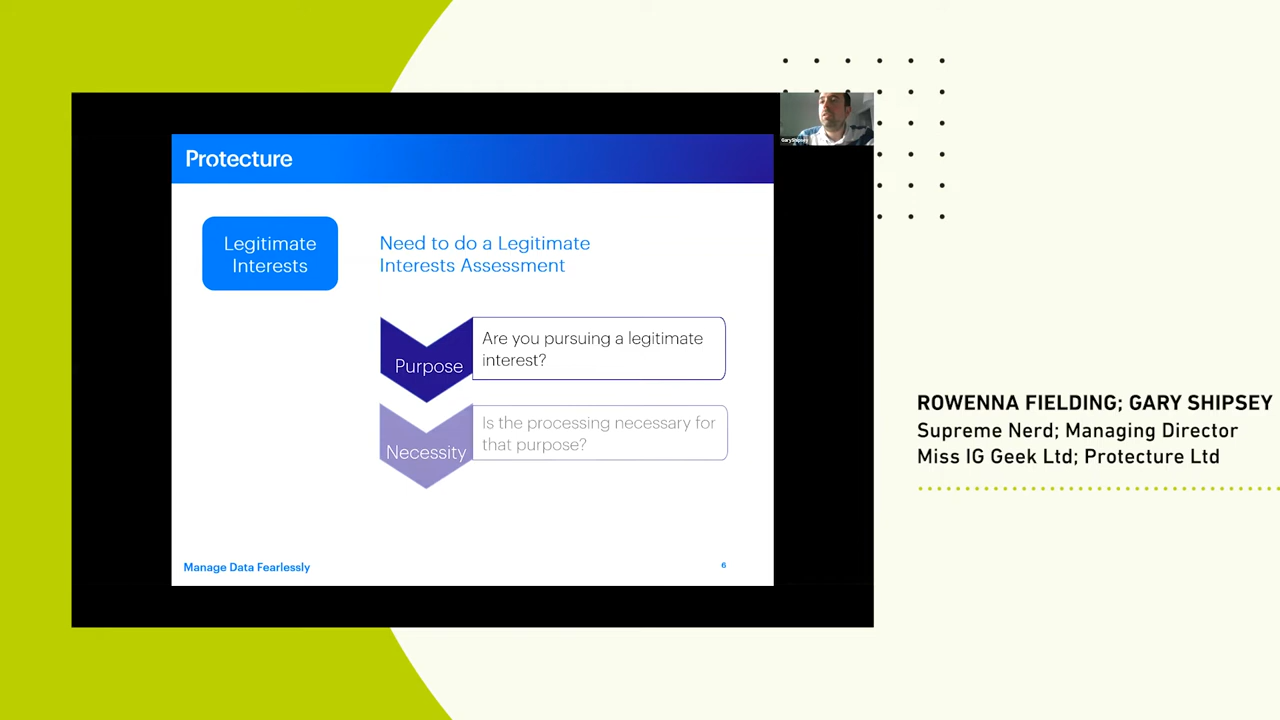 GaryShipsey
Protecture
Legitimate
Interests
Need to do a Legitimate
Interests Assessment
Purpose
Are you pursuing a legitimate
interest?
Necessity
Is the processing necessary for
that purpose?
Manage Data Fearlessly
6
ROWENNA FIELDING; GARY SHIPSEY
Supreme Nerd; Managing Director
Miss IG Geek Ltd; Protecture Ltd